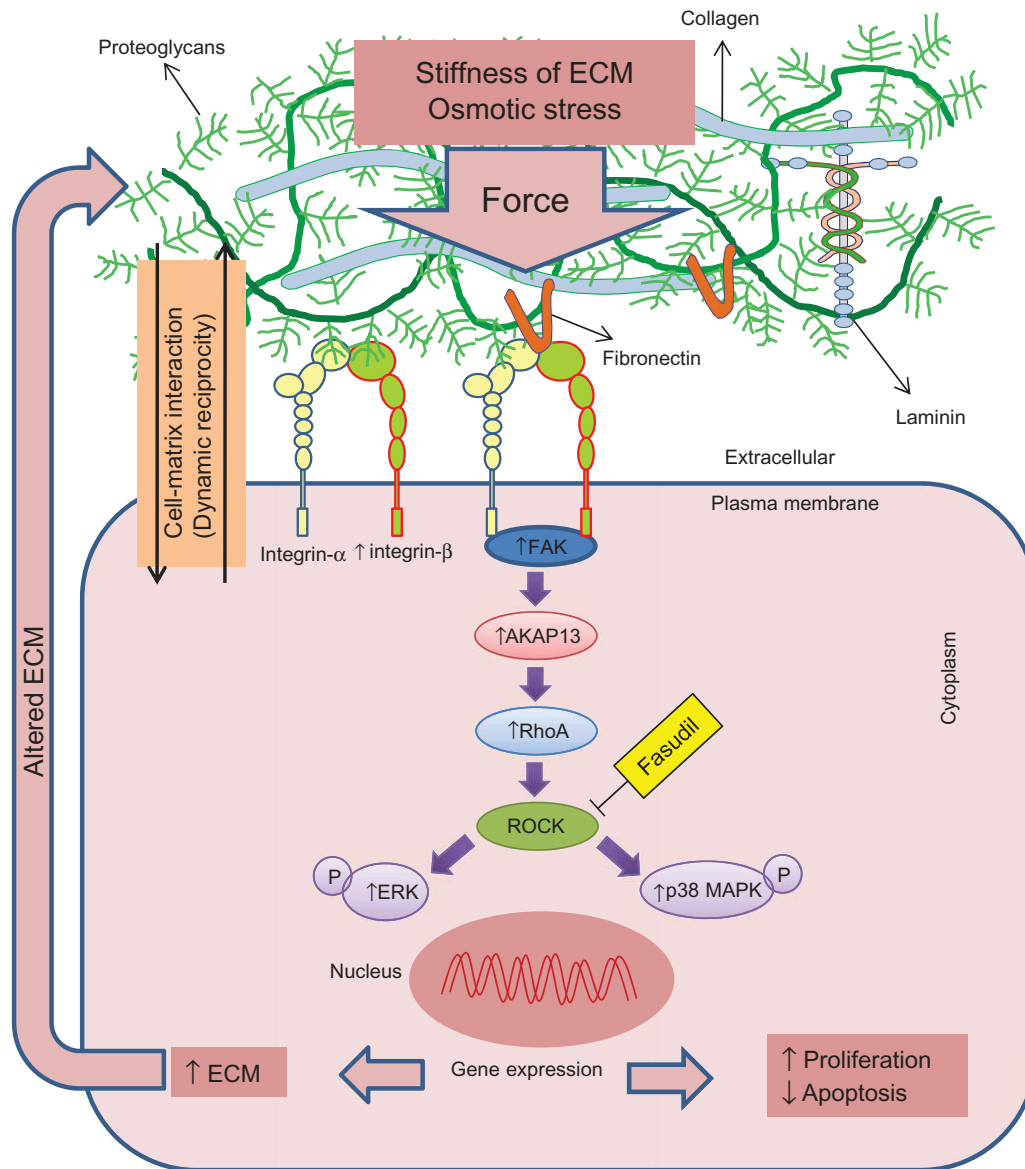 Proteoglycans
Collagen
Stiffness of ECM
Osmotic stress
Force
Fibronectin
Laminin
Cell-matrix interaction
(Dynamic reciprocity)
Extracellular
Plasma membrane
Integrin-α
↑ integrin-β
↑FAK
↑AKAP13
↑RhoA
Fasudil
ROCK
P
↑ERK
↑p38 MAPK
P
Cytoplasm
Altered ECM
Nucleus
Gene expression
↑ ECM
↑ Proliferation
↓ Apoptosis